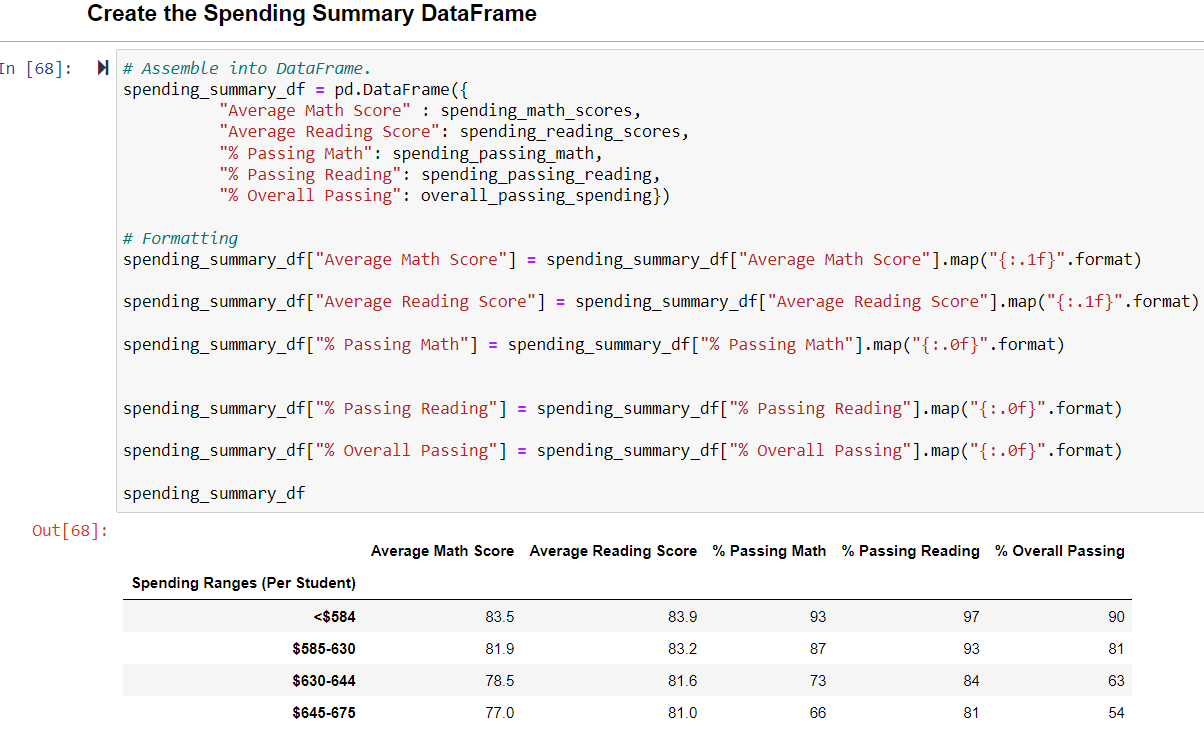 Create the Spending Summary DataFrame
In [68]:
# Assemble into DataFrame.
spending_summary_df = pd.DataFrame({
"Average Math Score" : spending_math_scores,
"Average Reading Score": spending_reading_scores,
"% Passing Math": spending_passing_math,
"% Passing Reading": spending_passing_reading,
"% Overall Passing": overall_passing_spending})
# Formatting
spending_summary_df["Average Math Score"] = spending_summary_df["Average Math Score"].map("{:.1f}".format)
spending_summary_df["Average Reading Score"] = spending_summary_df["Average Reading Score"].map("{:.1f}".format)
spending_summary_df["% Passing Math"] = spending_summary_df["% Passing Math"].map("{:.0f}".format)
spending_summary_df["% Passing Reading"] = spending_summary_df["% Passing Reading"].map("{:.0f}".format)
spending_summary_df["% Overall Passing"] = spending_summary_df["% Overall Passing"].map("{:.0f}".format)
spending_summary_df
Out[68]:
Average Math Score Average Reading Score % Passing Math % Passing Reading % Overall Passing
Spending Ranges (Per Student)
<$584 83.5 83.9 93 97 90
$585-630 81.9 83.2 87 93 81
$630-644 78.5 81.6 73 84 63
$645-675 77.0 81.0 66 81 54